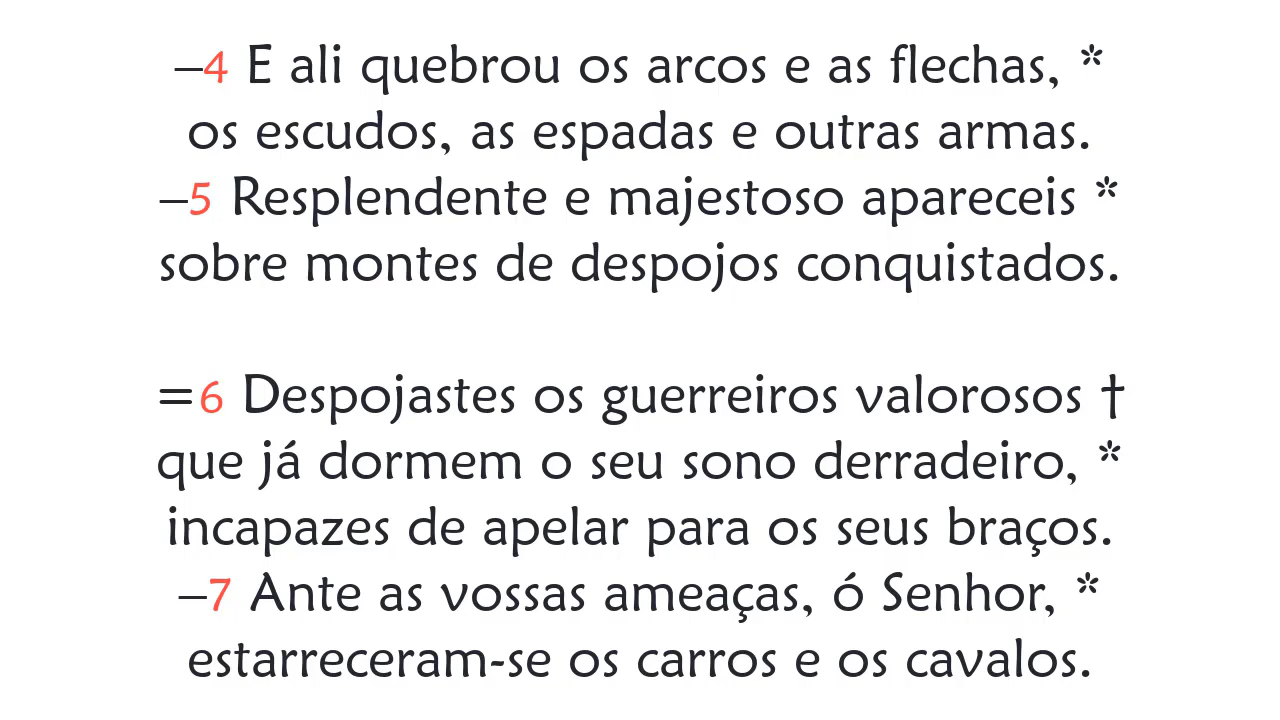 –4 E ali quebrou os arcos e as flechas, *
os escudos, as espadas e outras armas.
–5 Resplendente e majestoso apareceis *
sobre montes de despojos conquistados.
=6 Despojastes os guerreiros valorosos †
que já dormem o seu sono derradeiro, *
incapazes de apelar para os seus braços.
–7 Ante as vossas ameaças, ó Senhor, *
estarreceram-se os carros e os cavalos.